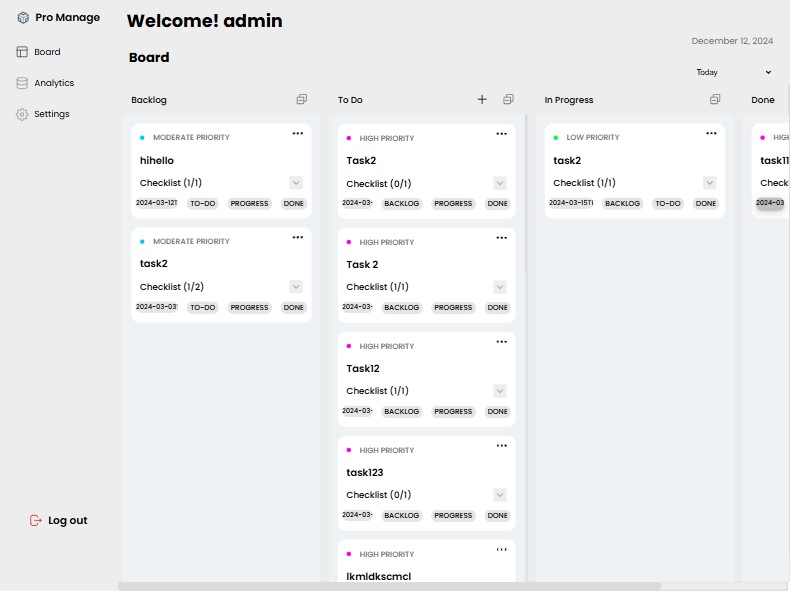 Pro Manage
Board
Analytics
Settings
Log out
Welcome! admin
Board
December 12, 2024
Today
Backlog
MODERATE PRIORITY
hihello
Checklist (1/1)
2024-03-12T TO-DO PROGRESS DONE
MODERATE PRIORITY
task2
Checklist (1/2)
2024-03-03 TO-DO PROGRESS DONE
To Do
HIGH PRIORITY
Task2
Checklist (0/1)
2024-03- BACKLOG PROGRESS DONE
HIGH PRIORITY
Task 2
Checklist (1/1)
2024-03- BACKLOG PROGRESS DONE
HIGH PRIORITY
Task12
Checklist (1/1)
2024-03- BACKLOG PROGRESS DONE
HIGH PRIORITY
task123
Checklist (0/1)
2024-03- BACKLOG PROGRESS DONE
HIGH PRIORITY
lkmldkscmcl
In Progress
LOW PRIORITY
task2
Checklist (1/1)
2024-03-15T BACKLOG TO-DO DONE
Done
HIGH
task11
Check
2024-03